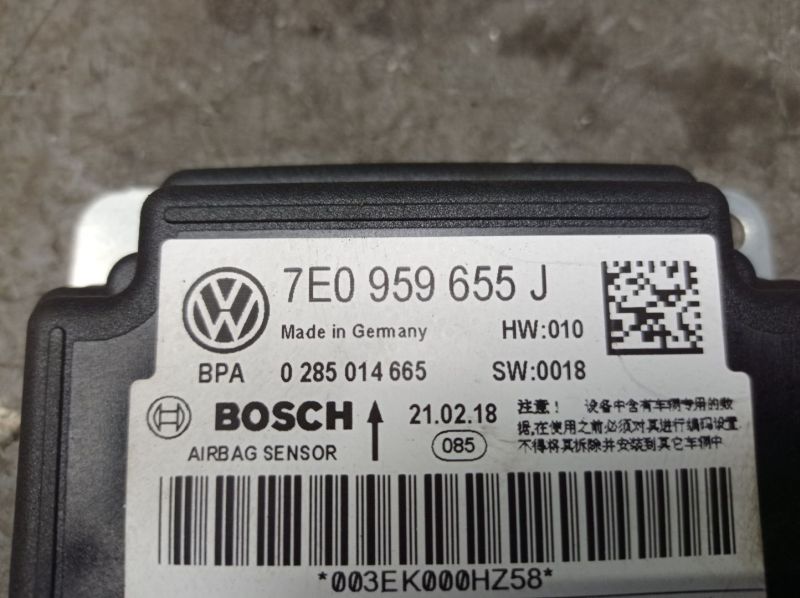 7E0 959 655 J
Made in Germany HW:010
BPA 0 285 014 665 SW:0018
BOSCH 21.02.18
AIRBAG SENSOR 085
注意！ 设备中含有车辆专用的数
据,在使用之前必须对其进行编码设置
不得将其拆除并安装到其它车辆中
*003EK000HZ58*